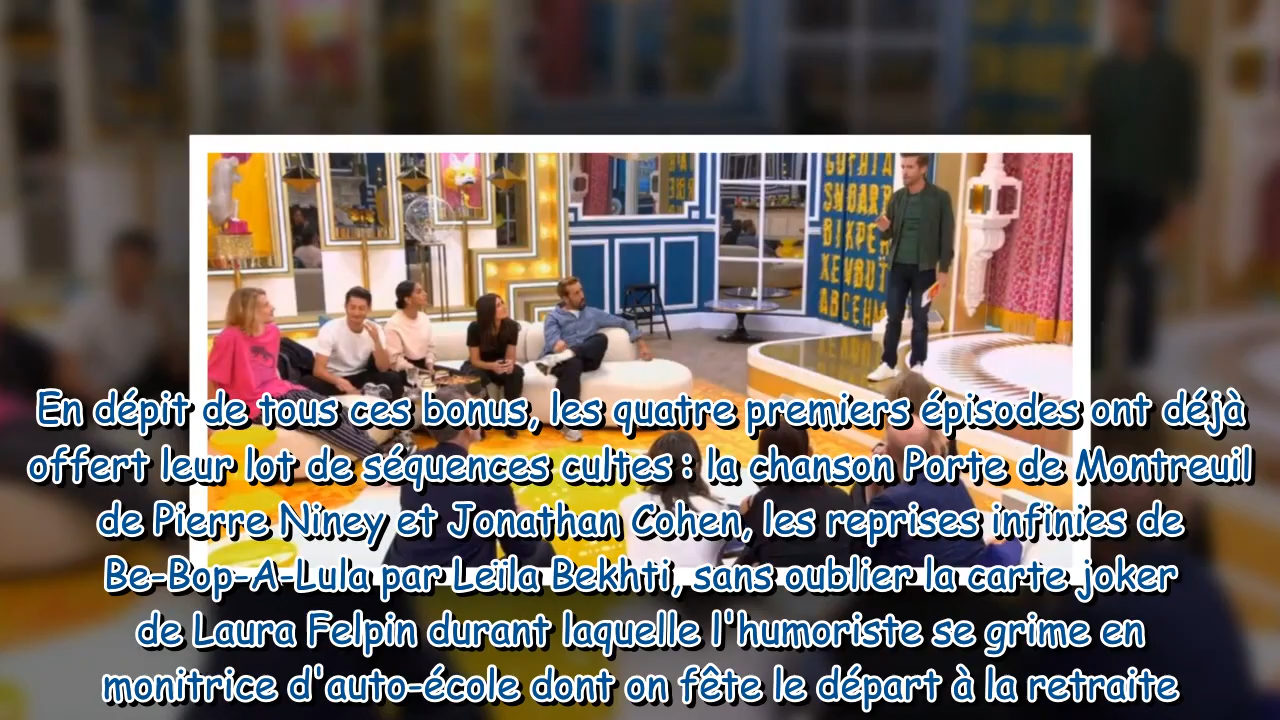 En dépit de tous ces bonus, les quatre premiers épisodes ont déjà
offert leur lot de séquences cultes : la chanson Porte de Montreuil
de Pierre Niney et Jonathan Cohen, les reprises infinies de
Be-Bop-A-Lula par Leïla Bekhti, sans oublier la carte joker
de Laura Felpin durant laquelle l'humoriste se grime en
monitrice d'auto-école dont on fête le départ à la retraite